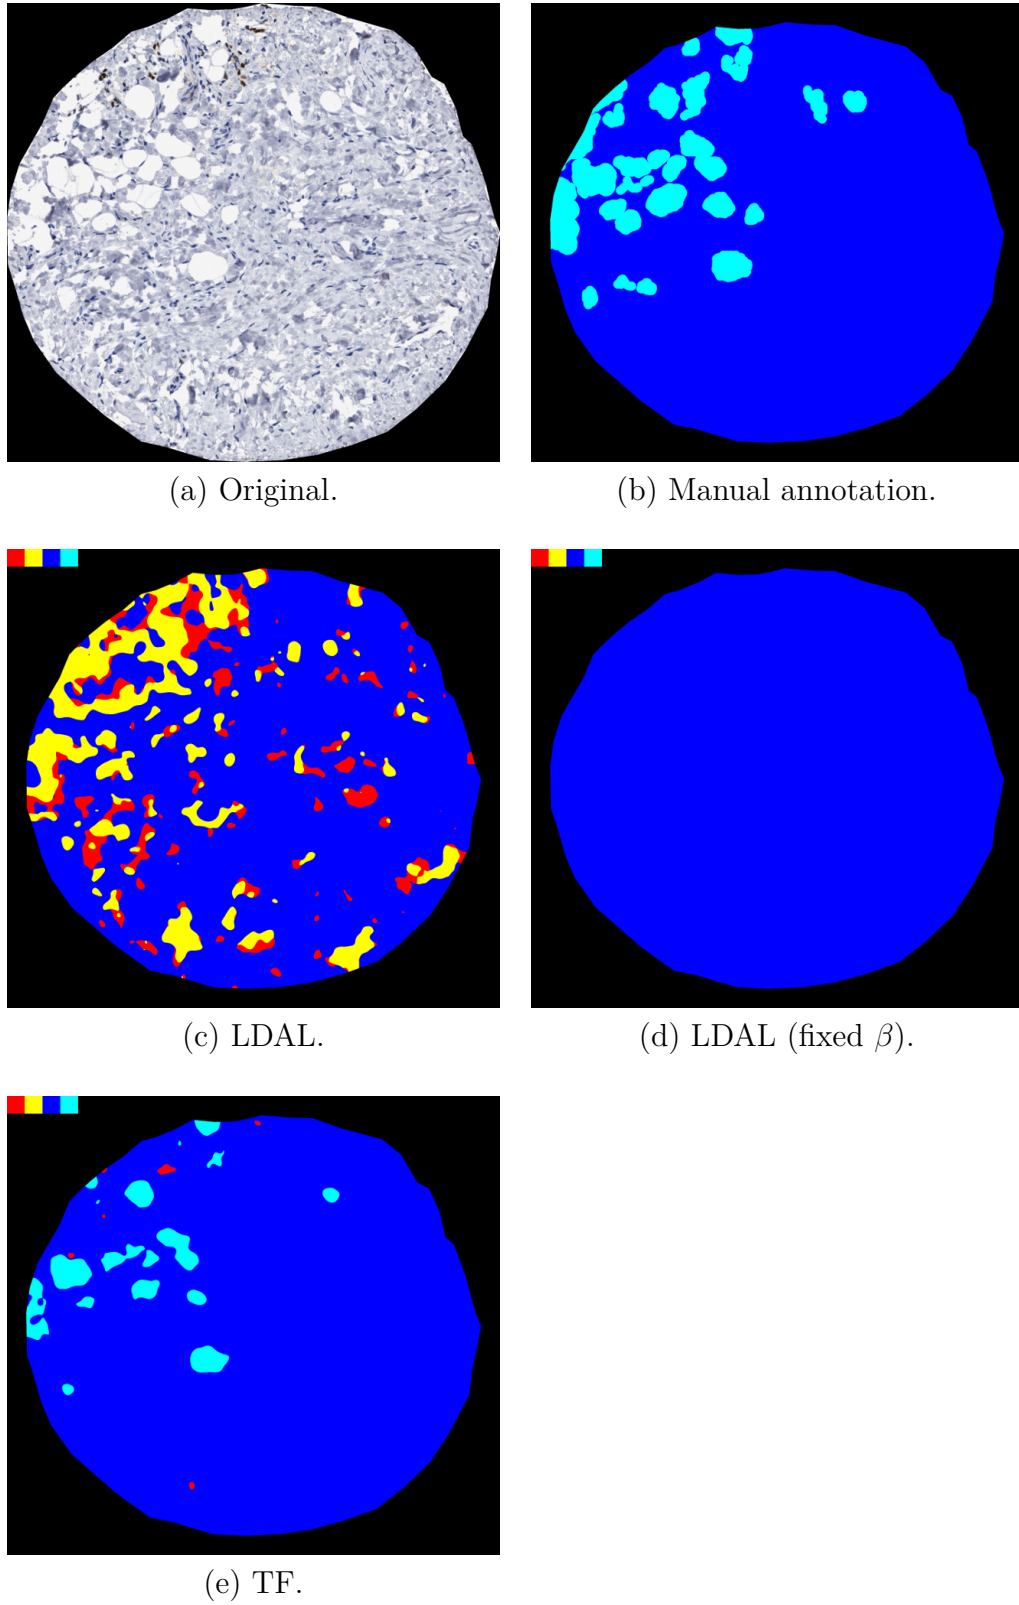 (a) Original.
(b) Manual annotation.
(c) LDAL.
(d) LDAL (fixed β).
(e) TF.